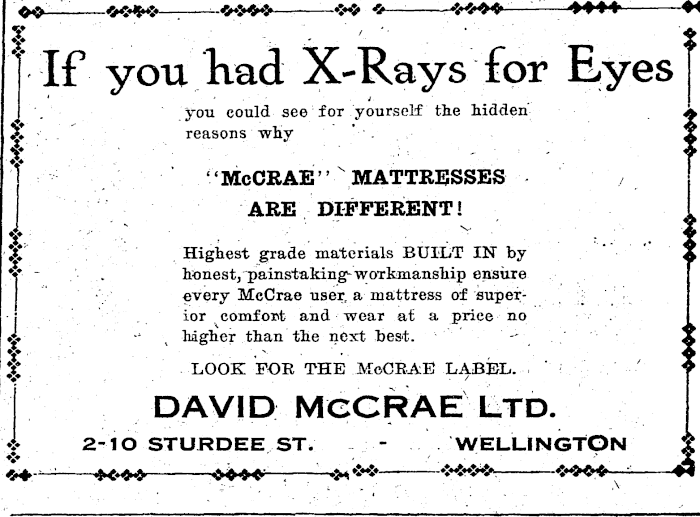 If you had X-Rays for Eyes
you could see for yourself the hidden
reasons why
"McCRAE" MATTRESSES
ARE DIFFERENT!
Highest grade materials BUILT IN by
honest, painstaking workmanship ensure
every McCrae user a mattress of super-
ior comfort and wear at a price no
higher than the next best.
LOOK FOR THE McCRAE LABEL.
DAVID McCRAE LTD.
2-10 STURDEE ST. - WELLINGTON